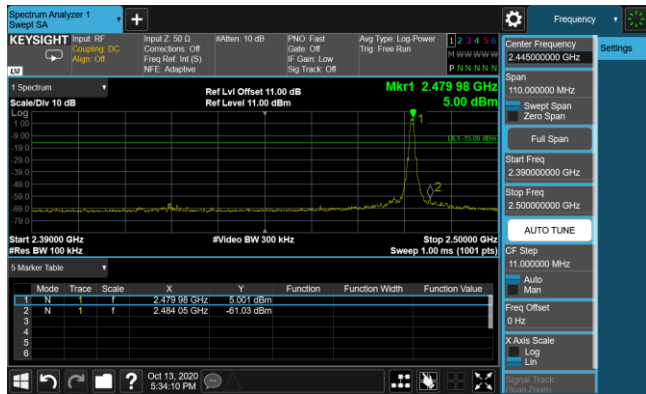 Spectrum Analyzer 1
Swept SA
+
Frequency
KEYSIGHT
Input: RF
Coupling: DC
Align: Off
Input Z: 50 Ω
Corrections: Off
Freq Ref: Int (S)
NFE: Adaptive
#Atten: 10 dB
PNO: Fast
Gate: Off
IF Gain: Low
Sig Track: Off
Avg Type: Log-Power
Trig: Free Run
1 2 3 4 5 6
M W W W W W
P N N N N N
LXI
1 Spectrum
Scale/Div 10 dB
Ref Lvl Offset 11.00 dB
Ref Level 11.00 dBm
Mkr1 2.479 98 GHz
5.00 dBm
Log
1.00
-9.00
-19.0
-29.0
-39.0
-49.0
-59.0
-69.0
-79.0
1
DL1 -15.00 dBm
2
Start 2.39000 GHz
#Res BW 100 kHz
#Video BW 300 kHz
Stop 2.50000 GHz
Sweep 1.00 ms (1001 pts)
5 Marker Table
Mode Trace Scale X Y Function Function Width Function Value
1 N 1 f 2.479 98 GHz 5.001 dBm
2 N 1 f 2.484 05 GHz -61.03 dBm
3
4
5
6
?
Oct 13, 2020
5:34:10 PM
Center Frequency
2.445000000 GHz
Settings
Span
110.000000 MHz
Swept Span
Zero Span
Full Span
Start Freq
2.390000000 GHz
Stop Freq
2.500000000 GHz
AUTO TUNE
CF Step
11.000000 MHz
Auto
Man
Freq Offset
0 Hz
X Axis Scale
Log
Lin
Signal Track
(Span Zoom)